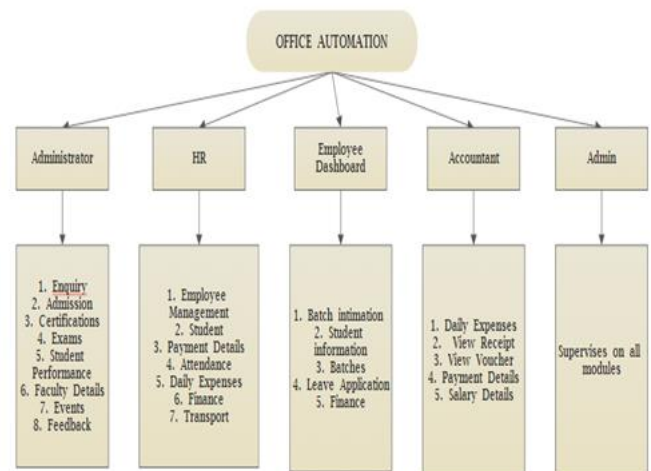 OFFICE AUTOMATION
Administrator
HR
Employee
Dashboard
Accountant
Admin
1. Enquiry
2. Admission
3. Certifications
4. Exams
5. Student
Performance
6. Faculty Details
7. Events
8. Feedback
1. Employee
Management
2. Student
3. Payment Details
4. Attendance
5. Daily Expenses
6. Finance
7. Transport
1. Batch intimation
2. Student
information
3. Batches
4. Leave Application
5. Finance
1. Daily Expenses
2. View Receipt
3. View Voucher
4. Payment Details
5. Salary Details
Supervises on all
modules